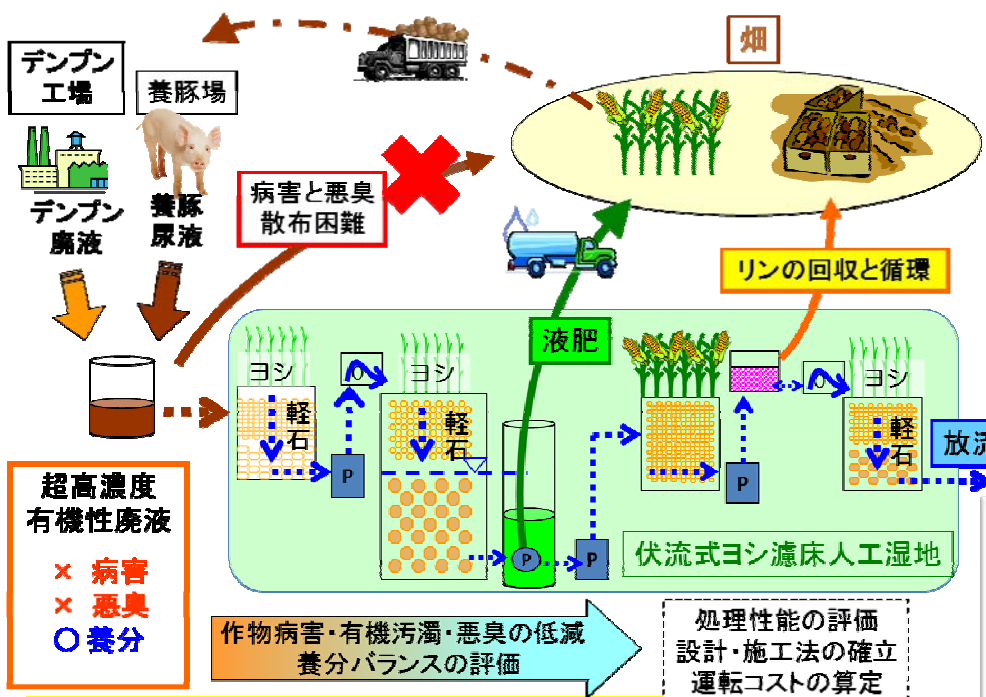 デンプン
工場
養豚場
デンプン
廃液
養豚
尿液
病害と悪臭
散布困難
畑
リンの回収と循環
液肥
ヨシ
軽石
P
ヨシ
軽石
P
P
P
ヨシ
軽石
放流
伏流式ヨシ濾床人工湿地
超高濃度
有機性廃液
× 病害
× 悪臭
○ 養分
作物病害・有機汚濁・悪臭の低減
養分バランスの評価
処理性能の評価
設計・施工法の確立
運転コストの算定